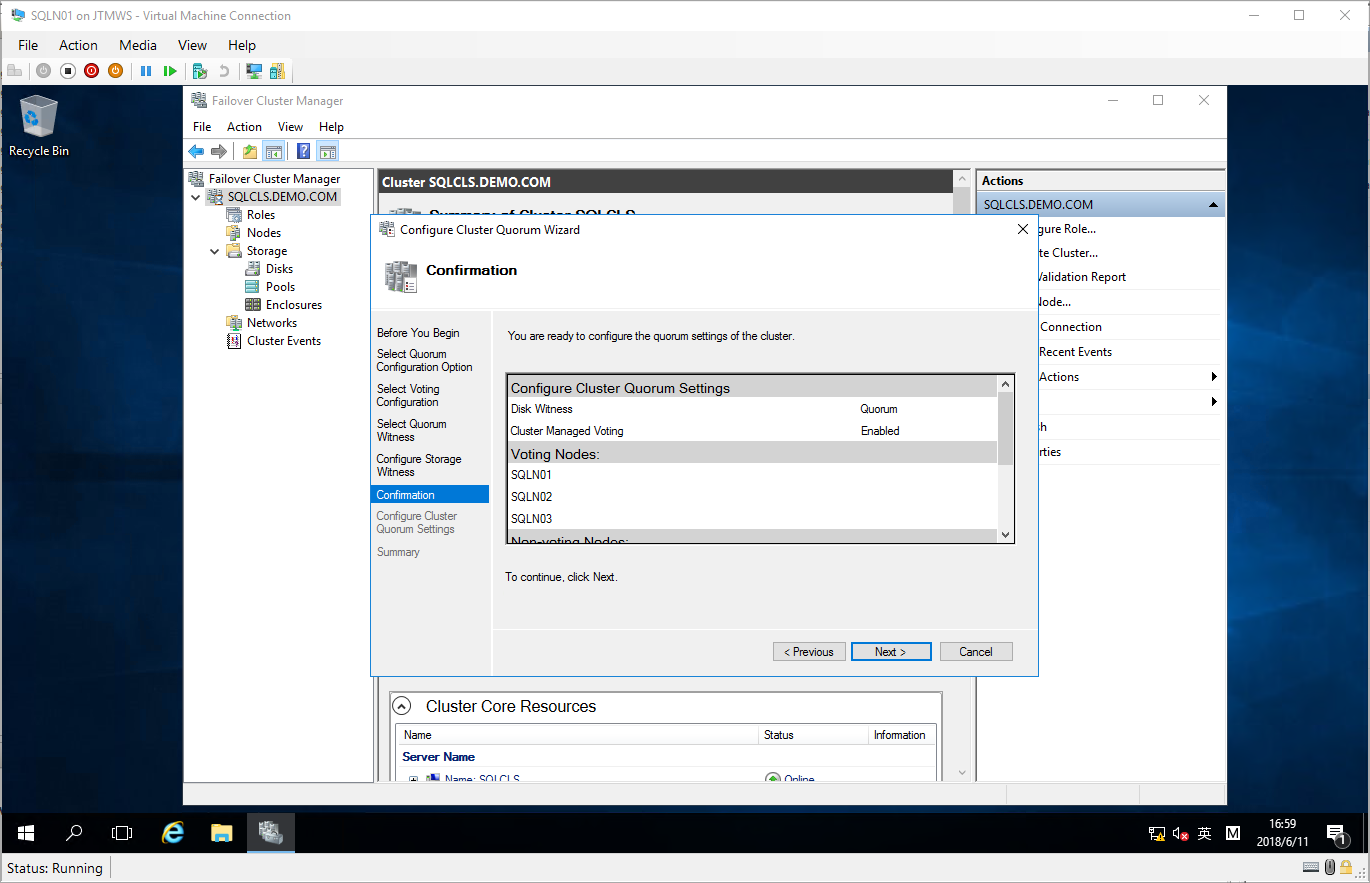 SQLN01 on JTMWS - Virtual Machine Connection
File Action Media View Help
Recycle Bin
Failover Cluster Manager
File Action View Help
Failover Cluster Manager
SQLCLS.DEMO.COM
Roles
Nodes
Storage
Disks
Pools
Enclosures
Networks
Cluster Events
Cluster SQLCLS.DEMO.COM
Summary of Cluster SQLCLS
Actions
SQLCLS.DEMO.COM
gure Role...
te Cluster...
Validation Report
Node...
Connection
Recent Events
Actions
sh
rties
Configure Cluster Quorum Wizard
Confirmation
Before You Begin
Select Quorum
Configuration Option
Select Voting
Configuration
Select Quorum
Witness
Configure Storage
Witness
Confirmation
Configure Cluster
Quorum Settings
Summary
You are ready to configure the quorum settings of the cluster.
Configure Cluster Quorum Settings
Disk Witness Quorum
Cluster Managed Voting Enabled
Voting Nodes:
SQLN01
SQLN02
SQLN03
Non-voting Nodes:
To continue, click Next.
< Previous Next > Cancel
Cluster Core Resources
Name Status Information
Server Name
Name: SQLCLS Online
英 M
16:59
2018/6/11
1
Status: Running